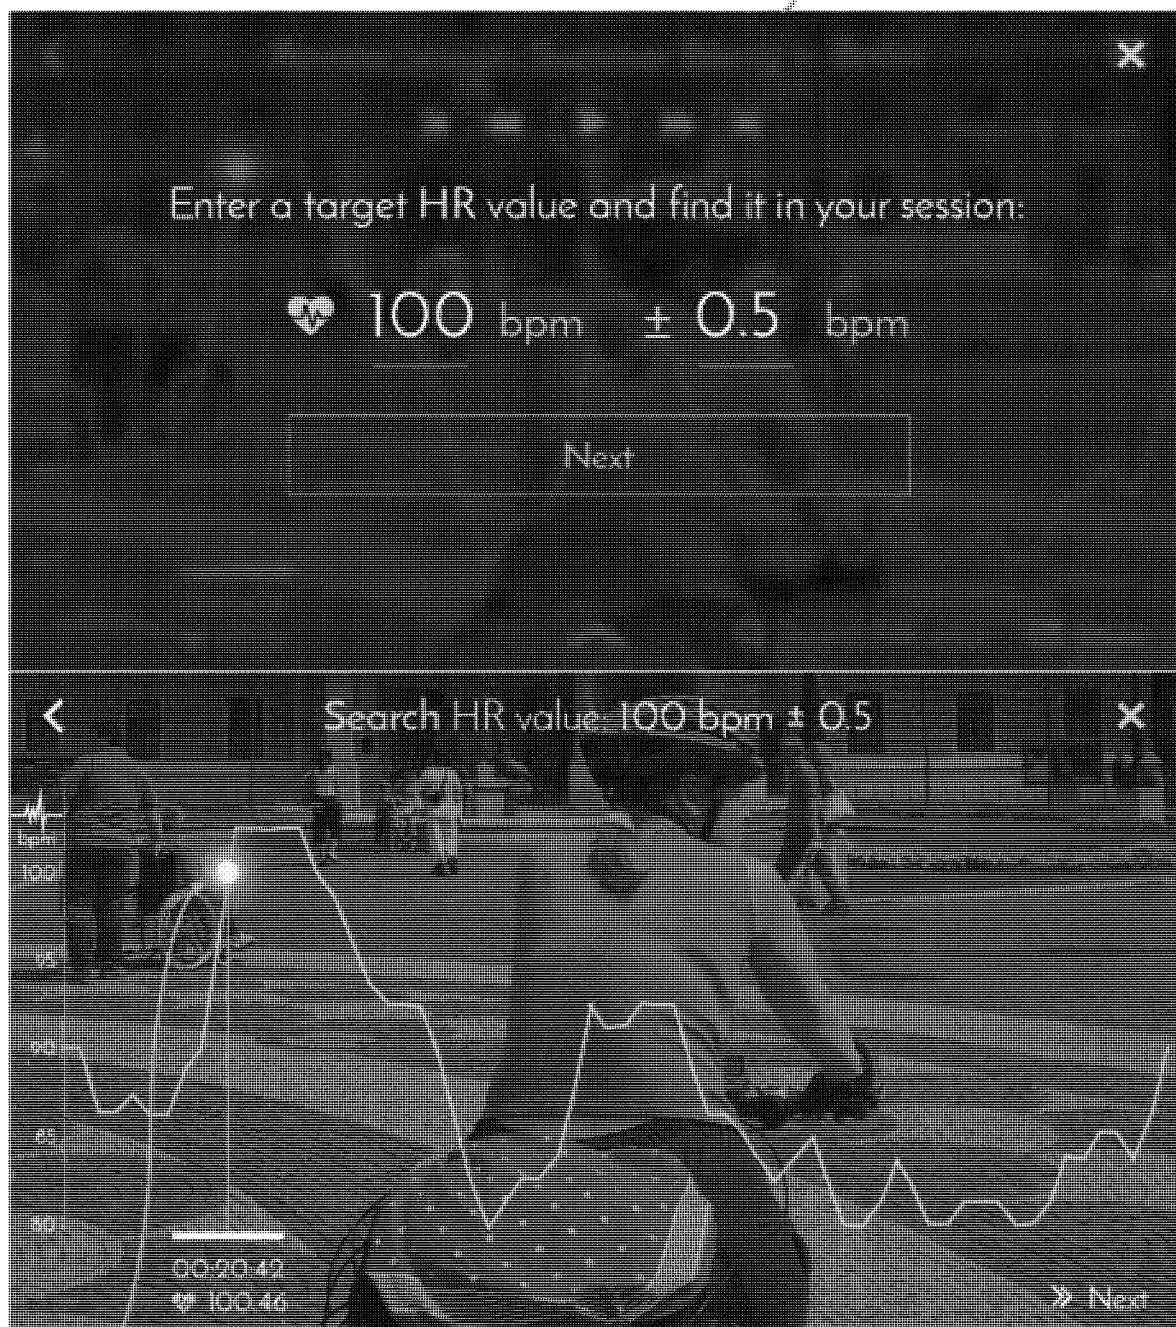 Enter a target HR value and find it in your session:
100 bpm ± 0.5 bpm
Next
Search HR value: 100 bpm ± 0.5
bpm
100
95
90
85
80
00:20:42
100.46
Next